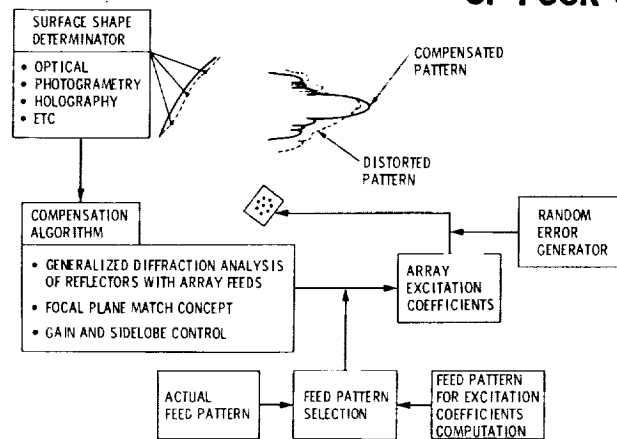 SURFACE SHAPE
DETERMINATOR
• OPTICAL
• PHOTOGRAMETRY
• HOLOGRAPHY
• ETC
COMPENSATED
PATTERN
DISTORTED
PATTERN
COMPENSATION
ALGORITHM
• GENERALIZED DIFFRACTION ANALYSIS
OF REFLECTORS WITH ARRAY FEEDS
• FOCAL PLANE MATCH CONCEPT
• GAIN AND SIDELOBE CONTROL
ARRAY
EXCITATION
COEFFICIENTS
RANDOM
ERROR
GENERATOR
ACTUAL
FEED PATTERN
FEED PATTERN
SELECTION
FEED PATTERN
FOR EXCITATION
COEFFICIENTS
COMPUTATION